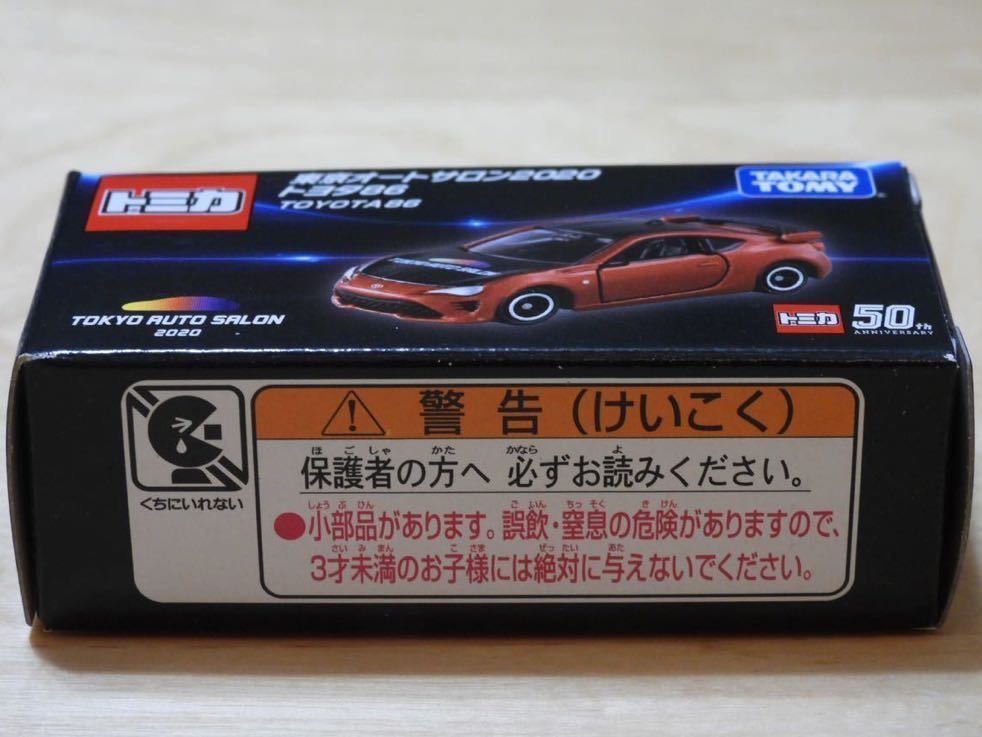 トミカ
東京オートサロン2020
トヨタ86
TOYOTA86
TAKARA
TOMY
TOKYO AUTO SALON
2020
TOKYO AUTO SALON
トミカ
50th
ANNIVERSARY
くちにいれない
警告(けいこく)
ほごしゃ かた かなら よ
保護者の方へ 必ずお読みください。
しょうぶひん ごいん ちっそく きけん
●小部品があります。誤飲・窒息の危険がありますので、
さいみまん こさま ぜったい あた
3才未満のお子様には絶対に与えないでください。